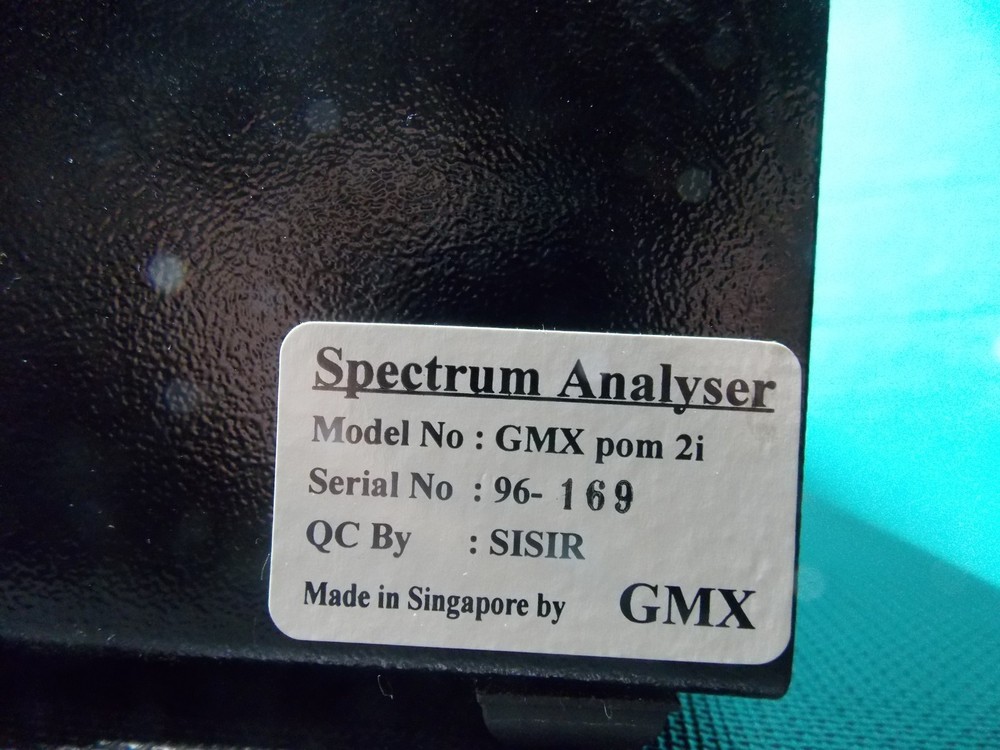 Spectrum Analyser
Model No : GMX pom 2i
Serial No : 96- 169
QC By : SISIR
Made in Singapore by GMX